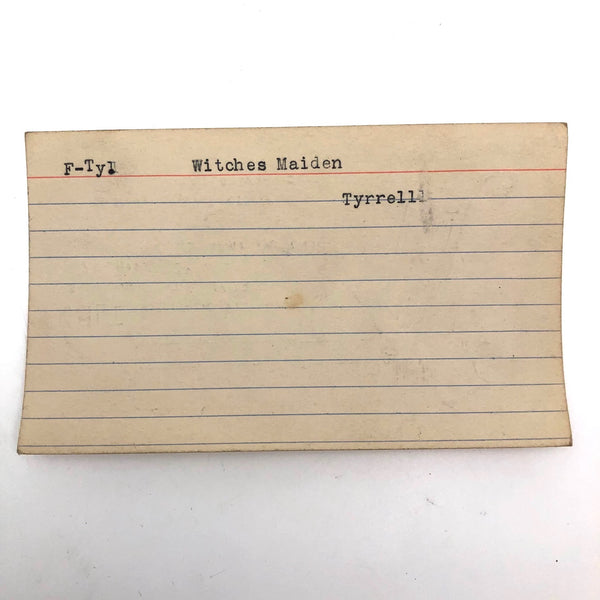 F-Tyl Witches Maiden
Tyrrell